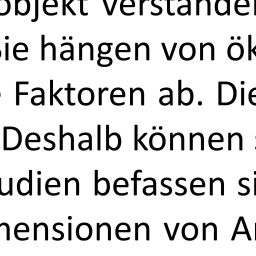 objekt verstanden
Sie hängen von ök
Faktoren ab. Die
Deshalb können
udien befassen si
mensionen von Ar